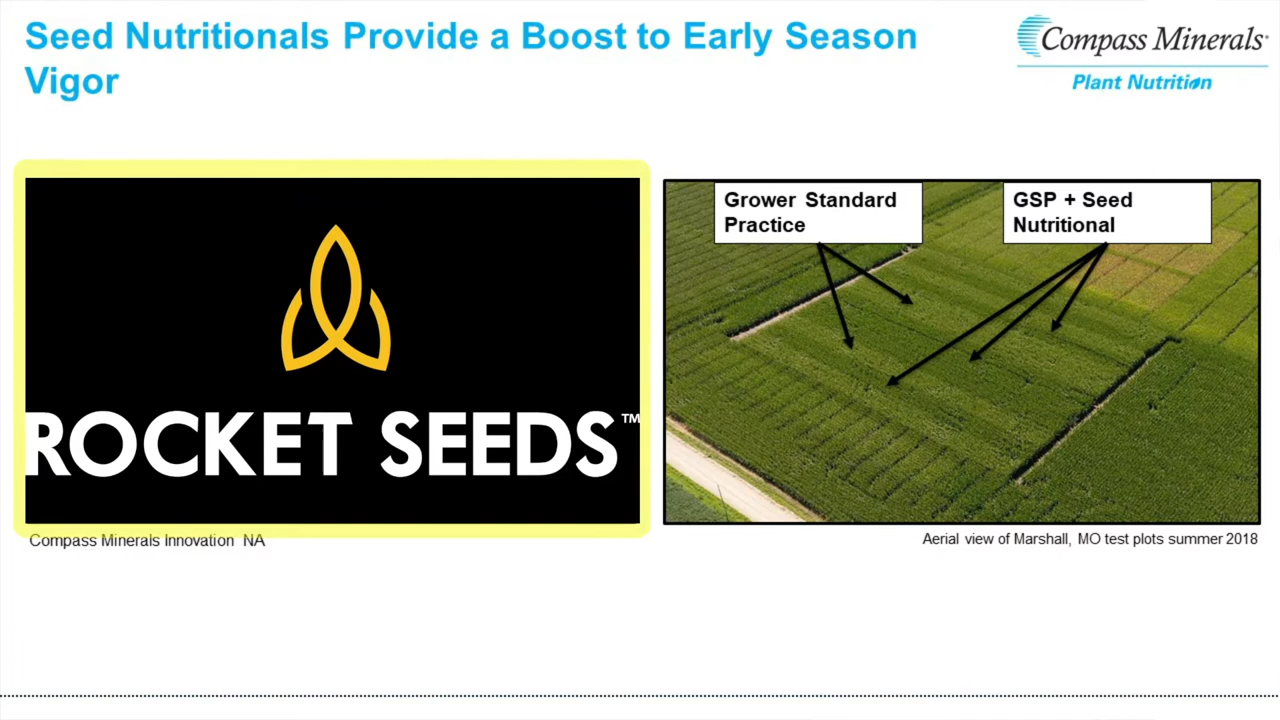 Seed Nutritionals Provide a Boost to Early Season
Vigor
Compass Minerals®
Plant Nutrition
ROCKET SEEDS™
Grower Standard
Practice
GSP + Seed
Nutritional
Compass Minerals Innovation NA
Aerial view of Marshall, MO test plots summer 2018